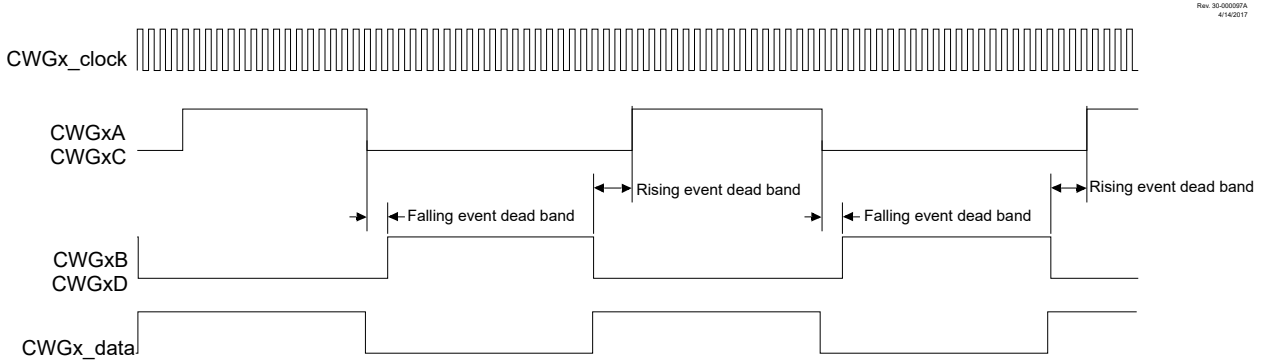 Rev. 30-000097A
4/14/2017
CWGx_clock
CWGxA
CWGxC
Rising event dead band
Rising event dead band
Falling event dead band
Falling event dead band
CWGxB
CWGxD
CWGx_data